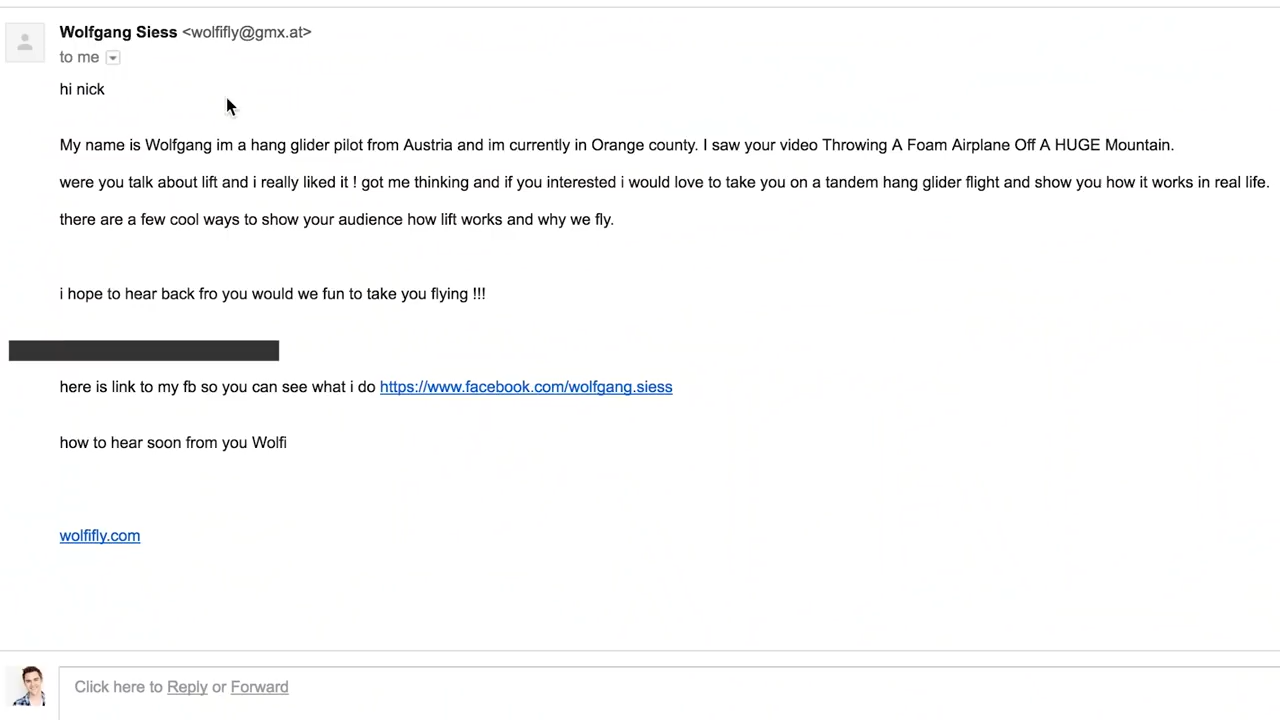 Wolfgang Siess <wolfifly@gmx.at>
to me
hi nick
My name is Wolfgang im a hang glider pilot from Austria and im currently in Orange county. I saw your video Throwing A Foam Airplane Off A HUGE Mountain.
were you talk about lift and i really liked it ! got me thinking and if you interested i would love to take you on a tandem hang glider flight and show you how it works in real life.
there are a few cool ways to show your audience how lift works and why we fly.
i hope to hear back fro you would we fun to take you flying !!!
here is link to my fb so you can see what i do https://www.facebook.com/wolfgang.siess
how to hear soon from you Wolfi
wolfifly.com
Click here to Reply or Forward